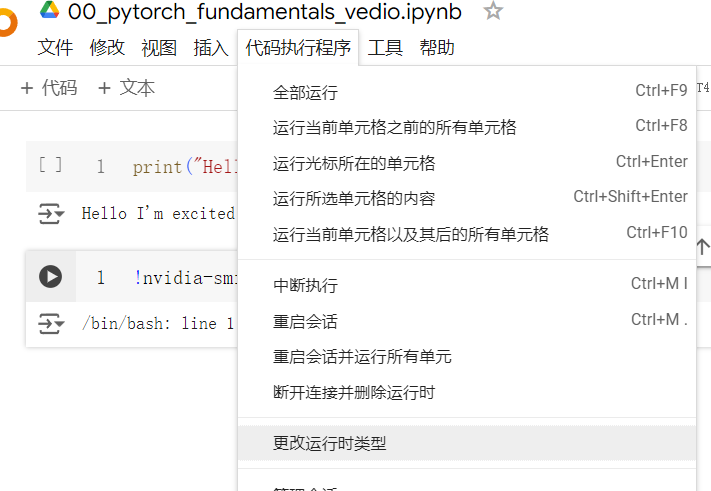 00_pytorch_fundamentals_vedio.ipynb
文件 修改 视图 插入 代码执行程序 工具 帮助
+ 代码 + 文本
T4
全部运行 Ctrl+F9
运行当前单元格之前的所有单元格 Ctrl+F8
运行光标所在的单元格 Ctrl+Enter
运行所选单元格的内容 Ctrl+Shift+Enter
运行当前单元格以及其后的所有单元格 Ctrl+F10
中断执行 Ctrl+M I
重启会话 Ctrl+M .
重启会话并运行所有单元
断开连接并删除运行时
更改运行时类型
[ ] 1 print("Hell
Hello I'm excited
1 !nvidia-smi
/bin/bash: line 1